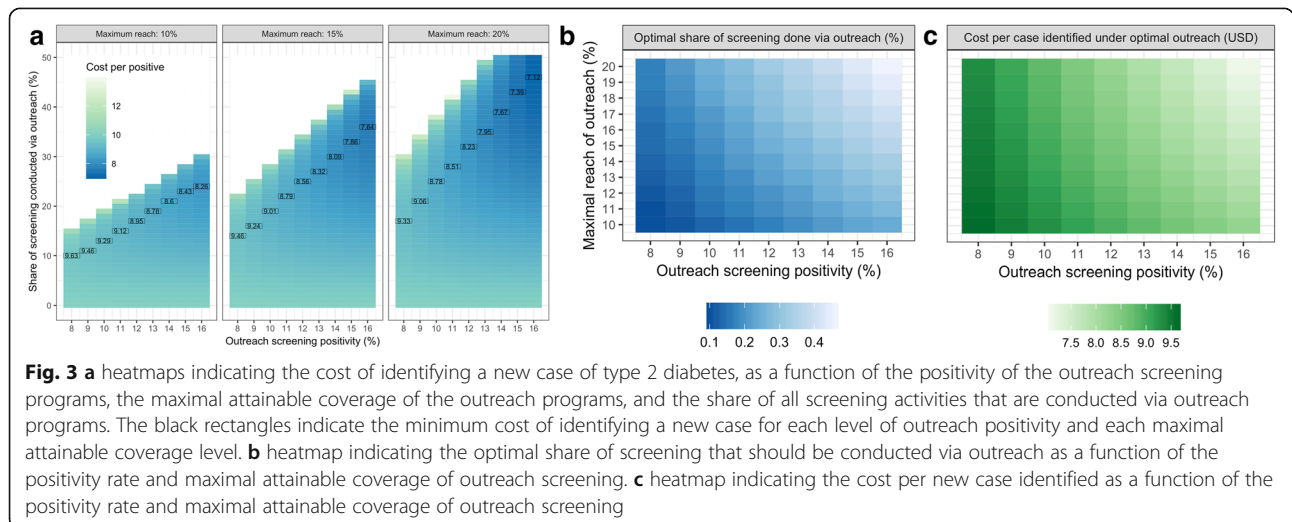 a
Maximum reach: 10%
Maximum reach: 15%
Maximum reach: 20%
Share of screening conducted via outreach (%)
50
40
30
20
10
0
Cost per positive
12
10
8
9.63
9.46
9.29
9.12
8.95
8.78
8.6
8.43
8.26
9.46
9.24
9.01
8.79
8.56
8.32
8.09
7.86
7.64
9.33
9.06
8.78
8.51
8.23
7.95
7.67
7.39
7.12
8 9 10 11 12 13 14 15 16
8 9 10 11 12 13 14 15 16
8 9 10 11 12 13 14 15 16
Outreach screening positivity (%)
b
Optimal share of screening done via outreach (%)
Maximal reach of outreach (%)
20
19
18
17
16
15
14
13
12
11
10
8 9 10 11 12 13 14 15 16
Outreach screening positivity (%)
0.1 0.2 0.3 0.4
c
Cost per case identified under optimal outreach (USD)
8 9 10 11 12 13 14 15 16
Outreach screening positivity (%)
7.5 8.0 8.5 9.0 9.5
Fig. 3 a heatmaps indicating the cost of identifying a new case of type 2 diabetes, as a function of the positivity of the outreach screening
programs, the maximal attainable coverage of the outreach programs, and the share of all screening activities that are conducted via outreach
programs. The black rectangles indicate the minimum cost of identifying a new case for each level of outreach positivity and each maximal
attainable coverage level. b heatmap indicating the optimal share of screening that should be conducted via outreach as a function of the
positivity rate and maximal attainable coverage of outreach screening. c heatmap indicating the cost per new case identified as a function of the
positivity rate and maximal attainable coverage of outreach screening